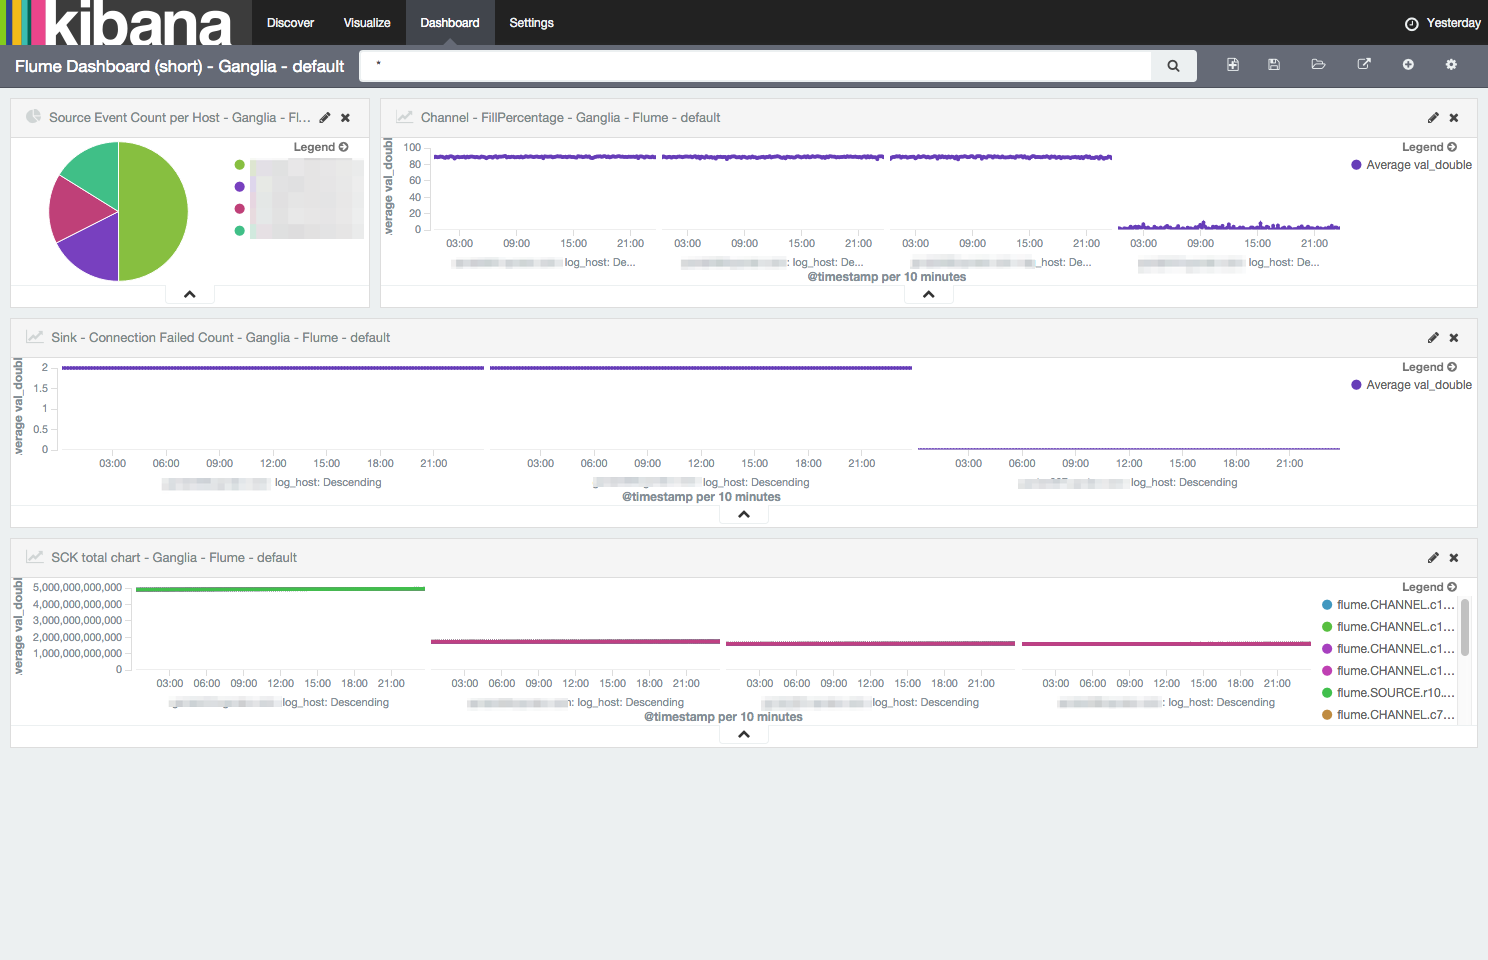 kibana
Discover Visualize Dashboard Settings Yesterday
Flume Dashboard (short) - Ganglia - default *
Source Event Count per Host - Ganglia - Fl...
Legend
Channel - FillPercentage - Ganglia - Flume - default
.verage val_doubl
100
80
60
40
20
0
03:00 09:00 15:00 21:00 03:00 09:00 15:00 21:00 03:00 09:00 15:00 21:00 03:00 09:00 15:00 21:00
log_host: De... : log_host: De... _host: De... log_host: De...
@timestamp per 10 minutes
Legend
Average val_double
Sink - Connection Failed Count - Ganglia - Flume - default
.verage val_doubl
2
1.5
1
0.5
0
03:00 06:00 09:00 12:00 15:00 18:00 21:00 03:00 06:00 09:00 12:00 15:00 18:00 21:00 03:00 06:00 09:00 12:00 15:00 18:00 21:00
log_host: Descending log_host: Descending log_host: Descending
@timestamp per 10 minutes
Legend
Average val_double
SCK total chart - Ganglia - Flume - default
.verage val_doubl
5,000,000,000,000
4,000,000,000,000
3,000,000,000,000
2,000,000,000,000
1,000,000,000,000
0
03:00 06:00 09:00 12:00 15:00 18:00 21:00 03:00 06:00 09:00 12:00 15:00 18:00 21:00 03:00 06:00 09:00 12:00 15:00 18:00 21:00 03:00 06:00 09:00 12:00 15:00 18:00 21:00
log_host: Descending : log_host: Descending log_host: Descending : log_host: Descending
@timestamp per 10 minutes
Legend
flume.CHANNEL.c1...
flume.CHANNEL.c1...
flume.CHANNEL.c1...
flume.CHANNEL.c1...
flume.SOURCE.r10....
flume.CHANNEL.c7...